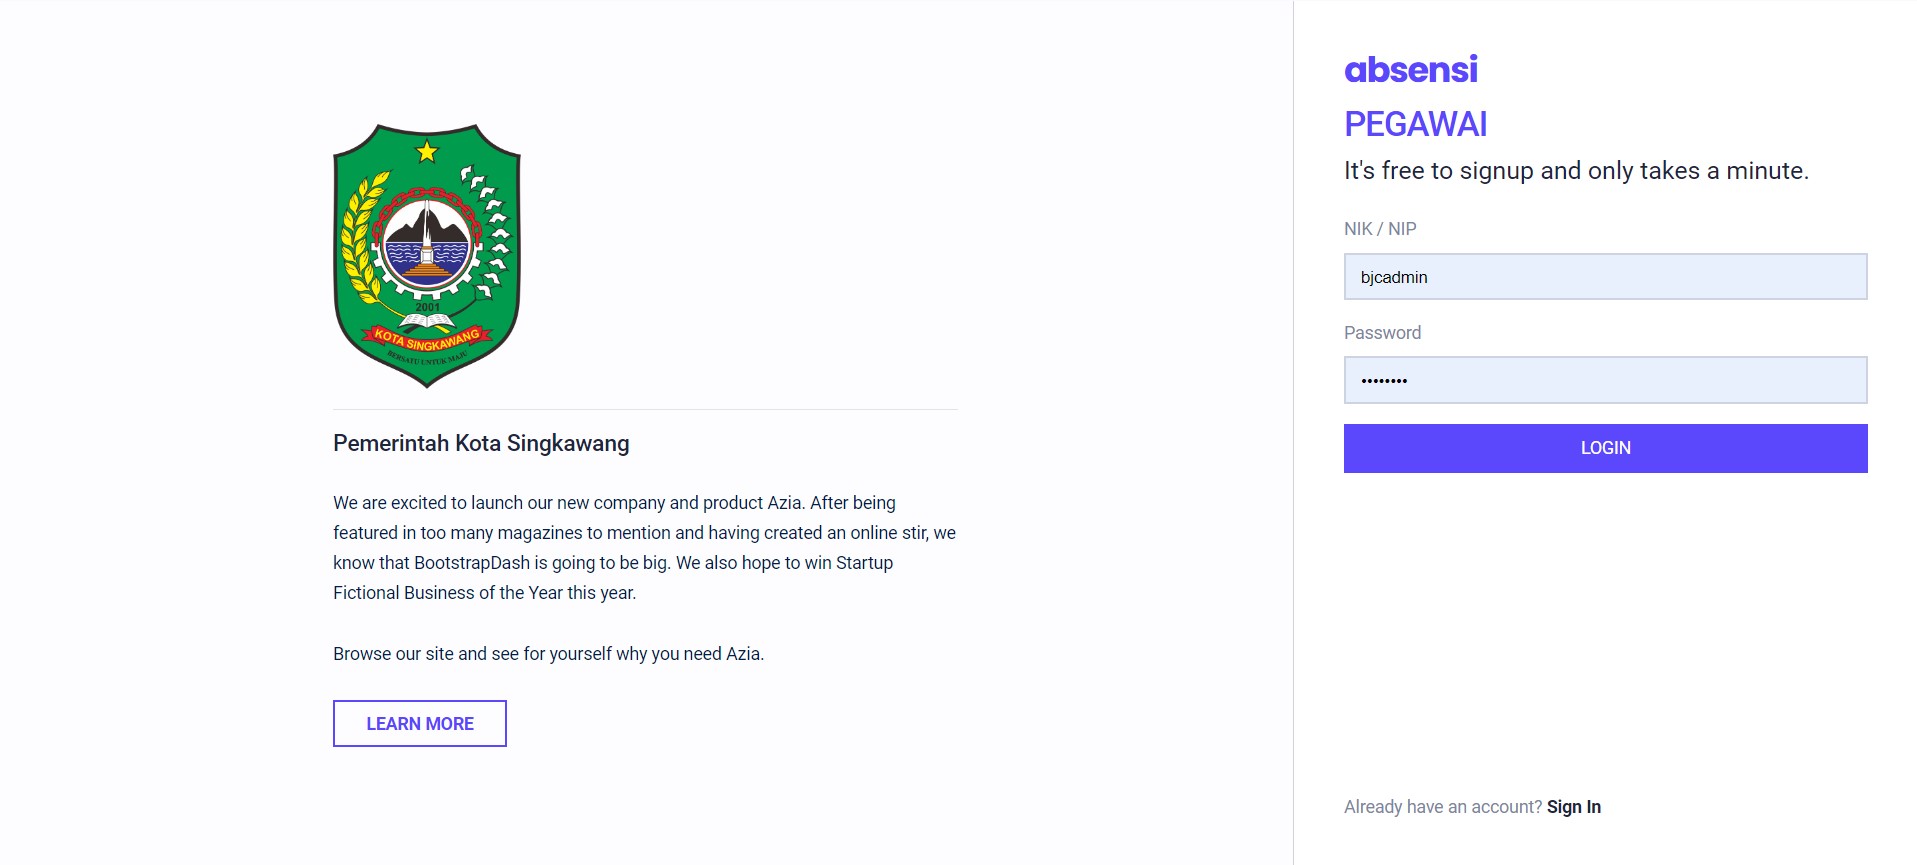 2001
KOTA SINGKAWANG
BERSATU UNTUK MAJU
Pemerintah Kota Singkawang
We are excited to launch our new company and product Azia. After being
featured in too many magazines to mention and having created an online stir, we
know that BootstrapDash is going to be big. We also hope to win Startup
Fictional Business of the Year this year.
Browse our site and see for yourself why you need Azia.
LEARN MORE
absensi
PEGAWAI
It's free to signup and only takes a minute.
NIK / NIP
bjcadmin
Password
••••••••
LOGIN
Already have an account? Sign In